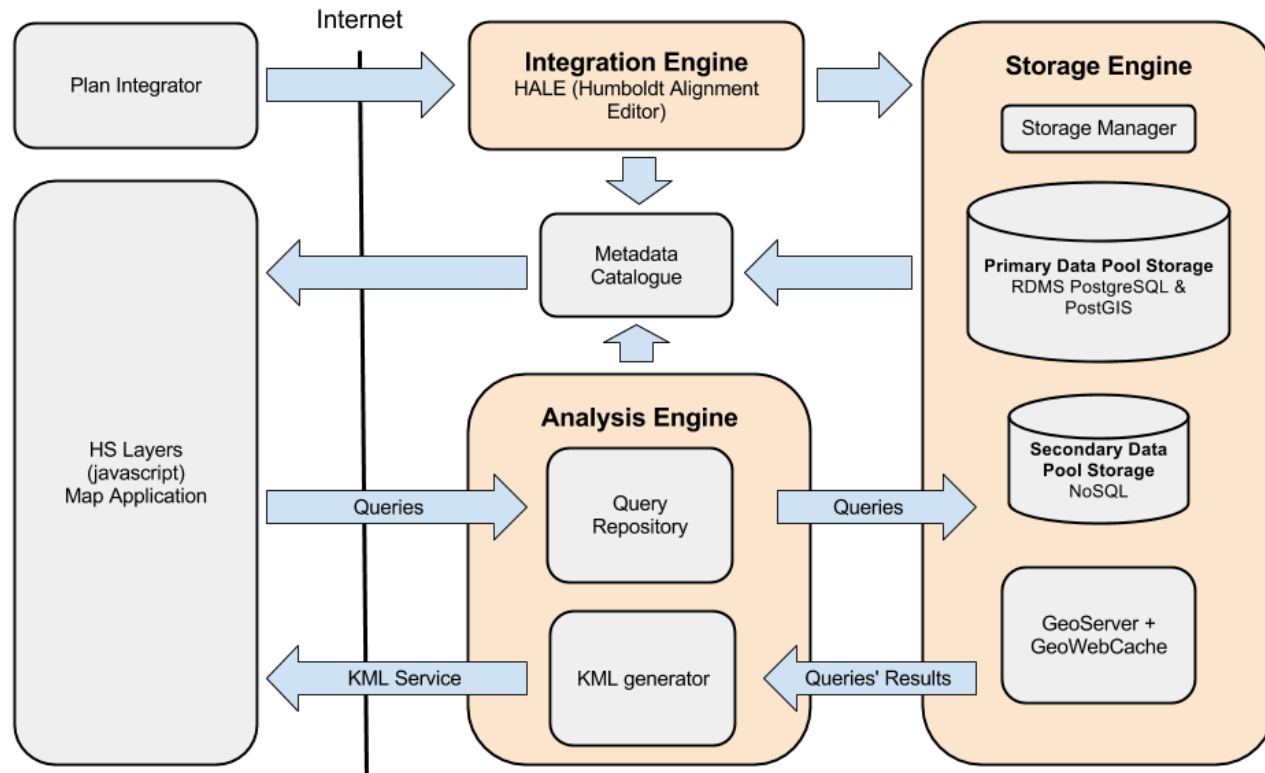 Internet
Plan Integrator
Integration Engine
HALE (Humboldt Alignment
Editor)
Storage Engine
Storage Manager
Primary Data Pool Storage
RDMS PostgreSQL &
PostGIS
Metadata
Catalogue
Analysis Engine
Secondary Data
Pool Storage
NoSQL
HS Layers
(javascript)
Map Application
Queries
Query
Repository
Queries
GeoServer +
GeoWebCache
KML Service
KML generator
Queries' Results